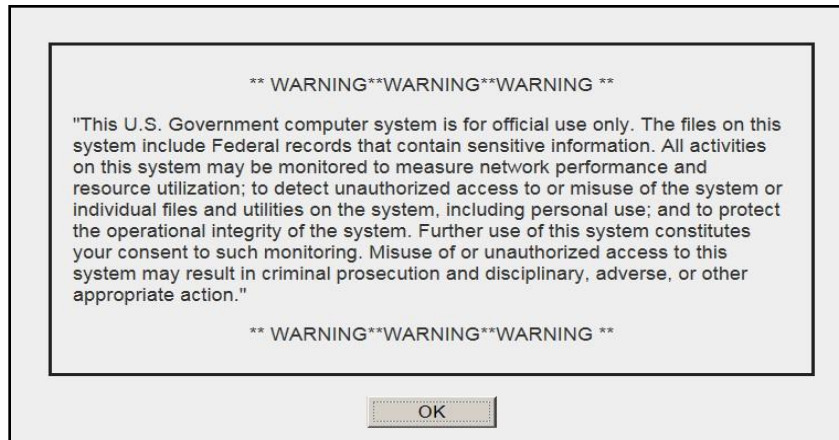 ** WARNING**WARNING**WARNING **
"This U.S. Government computer system is for official use only. The files on this
system include Federal records that contain sensitive information. All activities
on this system may be monitored to measure network performance and
resource utilization; to detect unauthorized access to or misuse of the system or
individual files and utilities on the system, including personal use; and to protect
the operational integrity of the system. Further use of this system constitutes
your consent to such monitoring. Misuse of or unauthorized access to this
system may result in criminal prosecution and disciplinary, adverse, or other
appropriate action."
** WARNING**WARNING**WARNING **
OK